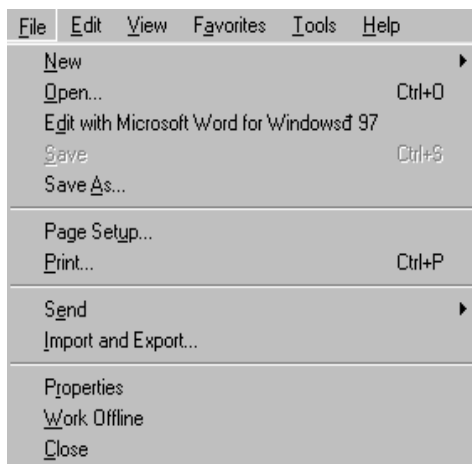 File Edit View Favorites Tools Help
New
Open... Ctrl+O
Edit with Microsoft Word for Windowsđ 97
Save Ctrl+S
Save As...
Page Setup...
Print... Ctrl+P
Send
Import and Export...
Properties
Work Offline
Close